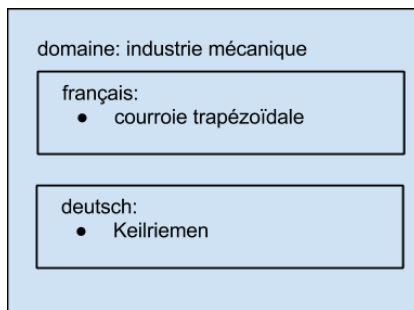 domaine: industrie mécanique
français:
● courroie trapézoïdale
deutsch:
● Keilriemen